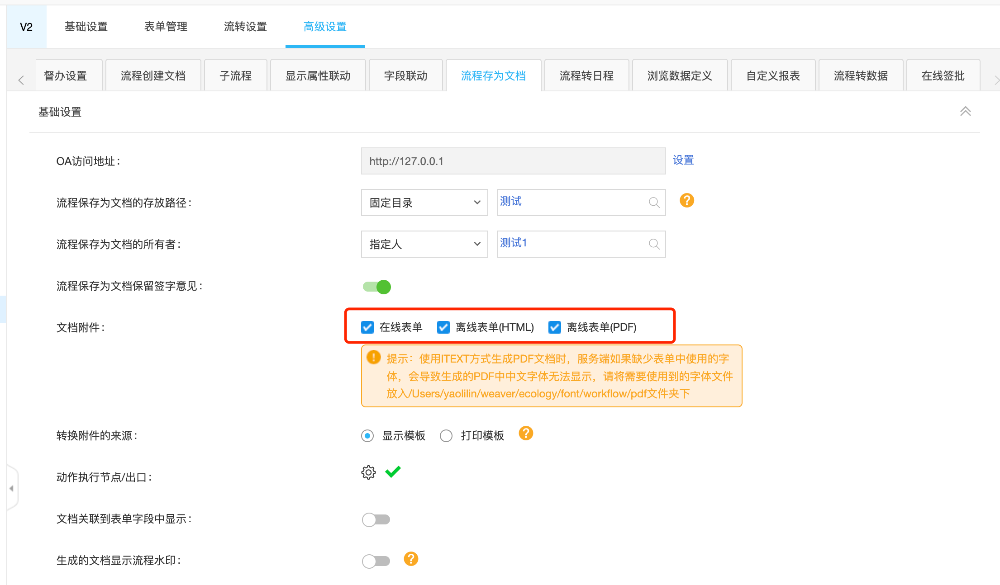 V2 基础设置 表单管理 流转设置 高级设置
督办设置 流程创建文档 子流程 显示属性联动 字段联动 流程存为文档 流程转日程 浏览数据定义 自定义报表 流程转数据 在线签批
基础设置
OA访问地址: http://127.0.0.1 设置
流程保存为文档的存放路径: 固定目录 测试
流程保存为文档的所有者: 指定人 测试1
流程保存为文档保留签字意见:
文档附件: 在线表单 离线表单(HTML) 离线表单(PDF)
提示：使用ITEXT方式生成PDF文档时，服务端如果缺少表单中使用的字
体，会导致生成的PDF中中文字体无法显示，请将需要使用到的字体文件
放入/Users/yaolilin/weaver/ecology/font/workflow/pdf文件夹下
转换附件的来源: 显示模板 打印模板
动作执行节点/出口:
文档关联到表单字段中显示:
生成的文档显示流程水印: